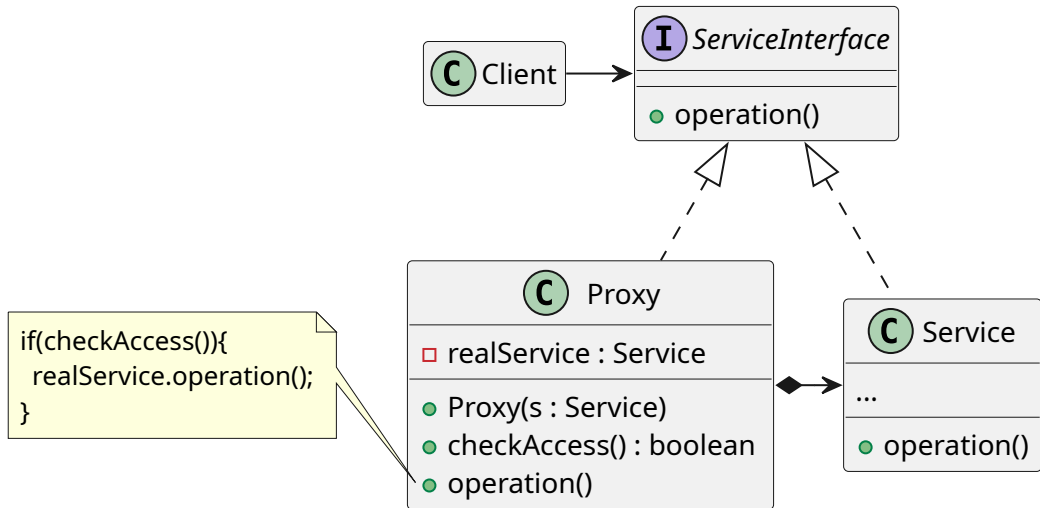 C Client
I ServiceInterface
operation()
C Proxy
realService : Service
Proxy(s : Service)
checkAccess() : boolean
operation()
if(checkAccess()){
realService.operation();
}
C Service
...
operation()